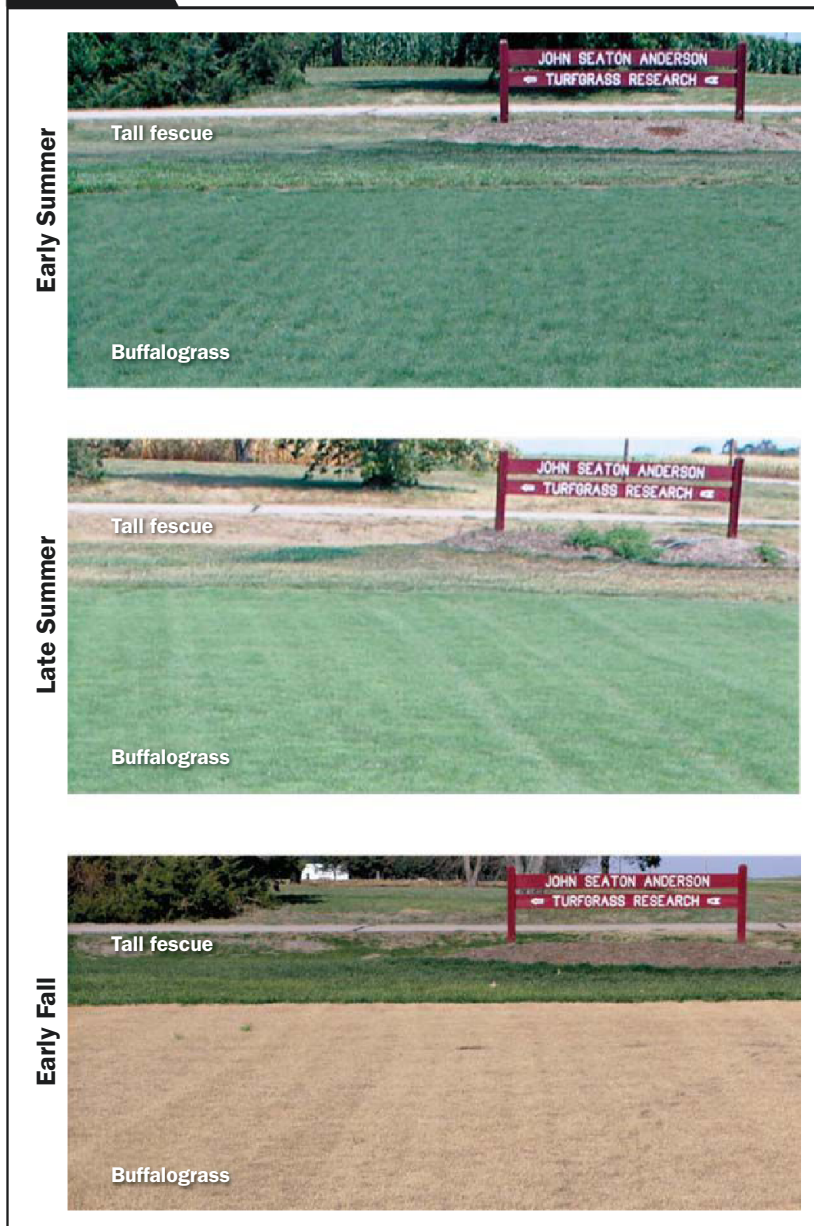 Early Summer
JOHN SEATON ANDERSON
⇦ TURFGRASS RESEARCH
Tall fescue
Buffalograss
Late Summer
JOHN SEATON ANDERSON
⇦ TURFGRASS RESEARCH
Tall fescue
Buffalograss
Early Fall
JOHN SEATON ANDERSON
⇦ TURFGRASS RESEARCH
Tall fescue
Buffalograss